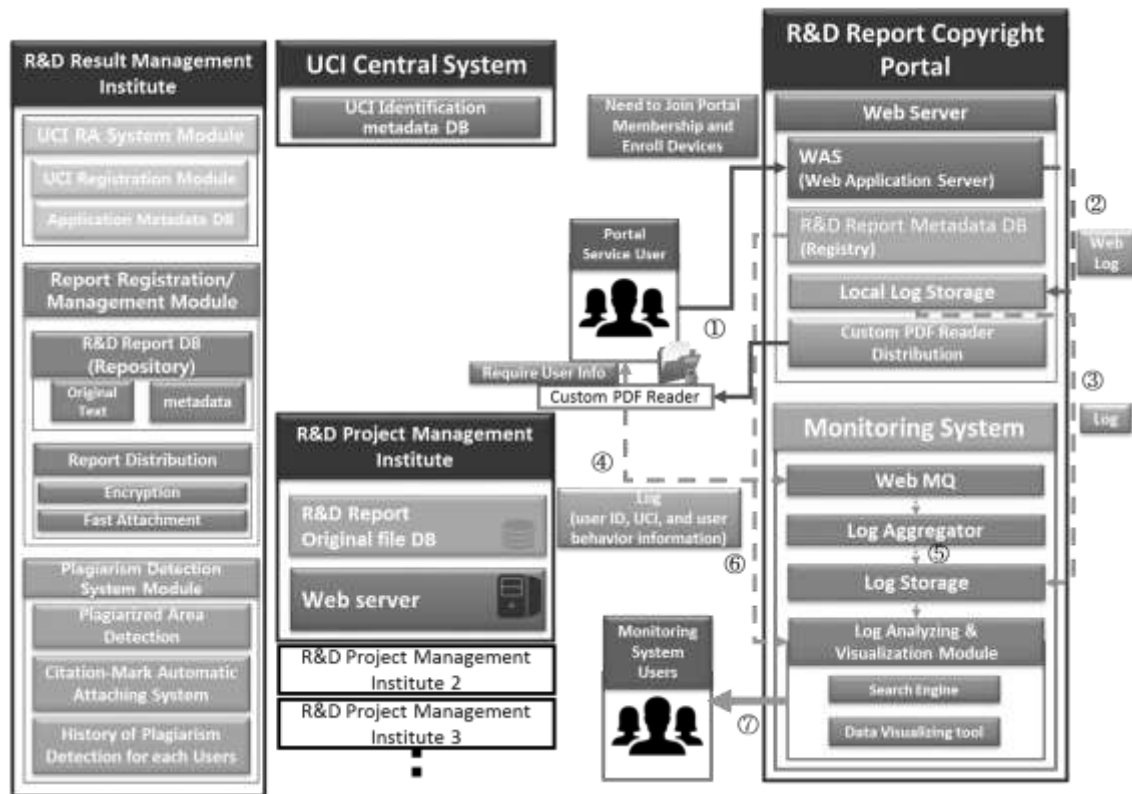 R&D Result Management
Institute
UCI RA System Module
UCI Registration Module
Application Metadata DB
Report Registration/
Management Module
R&D Report DB
(Repository)
Original
Text
metadata
Report Distribution
Encryption
Fast Attachment
Plagiarism Detection
System Module
Plagiarized Area
Detection
Citation-Mark Automatic
Attaching System
History of Plagiarism
Detection for each Users
UCI Central System
UCI Identification
metadata DB
Need to Join Portal
Membership and
Enroll Devices
Portal
Service User
①
Require User Info
Custom PDF Reader
④
Log
(user ID, UCI, and user
behavior information)
⑥
R&D Project Management
Institute
R&D Report
Original file DB
Web server
R&D Project Management
Institute 2
R&D Project Management
Institute 3
Monitoring
System
Users
⑦
R&D Report Copyright
Portal
Web Server
WAS
(Web Application Server)
R&D Report Metadata DB
(Registry)
Local Log Storage
Custom PDF Reader
Distribution
②
Web
Log
③
Log
Monitoring System
Web MQ
Log Aggregator
⑤
Log Storage
Log Analyzing &
Visualization Module
Search Engine
Data Visualizing tool